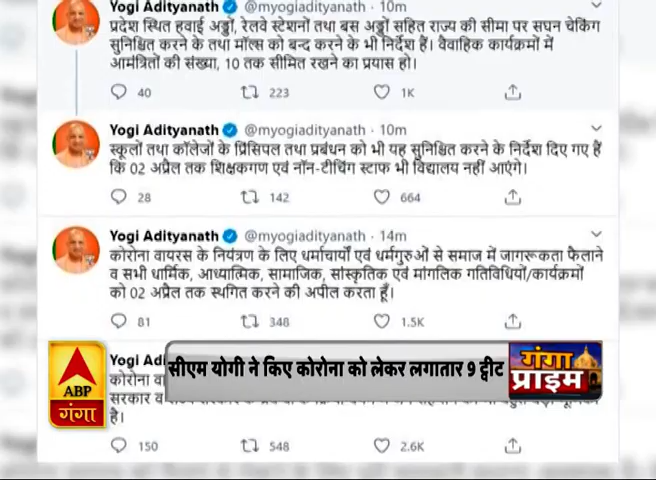 Yogi Adityanath @myogiadityanath · 10m
प्रदेश स्थित हवाई अड्डों, रेलवे स्टेशनों तथा बस अड्डों सहित राज्य की सीमा पर सघन चेकिंग
सुनिश्चित करने के तथा मॉल्स को बन्द करने के भी निर्देश हैं। वैवाहिक कार्यक्रमों में
आमंत्रितों की संख्या, 10 तक सीमित रखने का प्रयास हो।
40 223 1K
Yogi Adityanath @myogiadityanath · 10m
स्कूलों तथा कॉलेजों के प्रिंसिपल तथा प्रबंधन को भी यह सुनिश्चित करने के निर्देश दिए गए हैं
कि 02 अप्रैल तक शिक्षकगण एवं नॉन-टीचिंग स्टाफ भी विद्यालय नहीं आएंगे।
28 142 664
Yogi Adityanath @myogiadityanath · 14m
कोरोना वायरस के नियंत्रण के लिए धर्माचार्यों एवं धर्मगुरुओं से समाज में जागरूकता फैलाने
व सभी धार्मिक, आध्यात्मिक, सामाजिक, सांस्कृतिक एवं मांगलिक गतिविधियों/कार्यक्रमों
को 02 अप्रैल तक स्थगित करने की अपील करता हूँ।
81 348 1.5K
Yogi Adi
कोरोना वा
सरकार व
है।
150 548 2.6K
ABP
गंगा
सीएम योगी ने किए कोरोना को लेकर लगातार 9 ट्वीट
गंगा
प्राइम